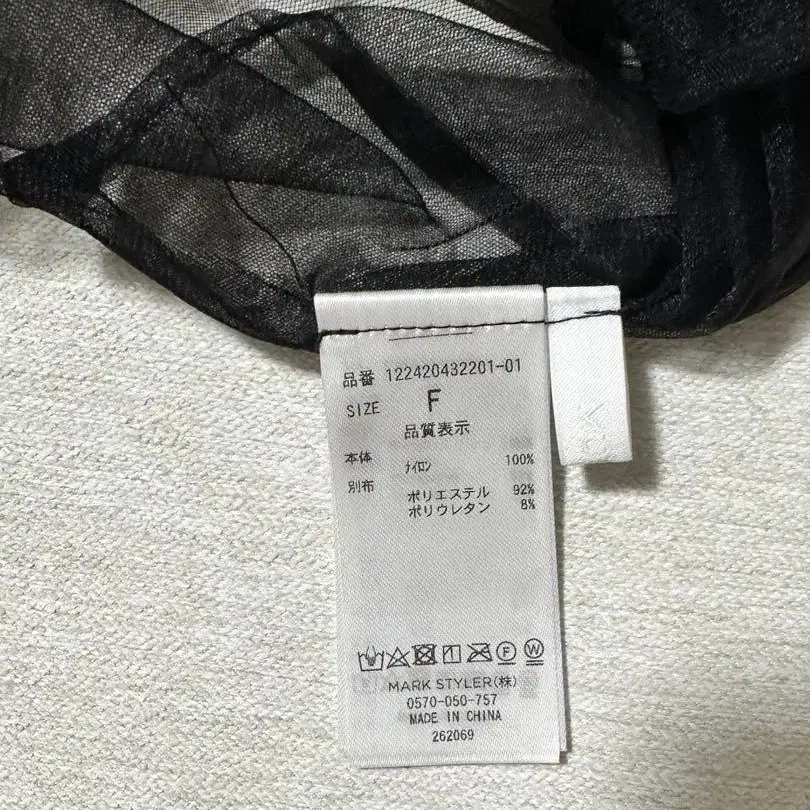 品番 122420432201-01
SIZE F
品質表示
本体 ﾅｲﾛﾝ 100%
別布 ポリエステル 92%
ポリウレタン 8%
F W
MARK STYLER(株)
0570-050-757
MADE IN CHINA
262069